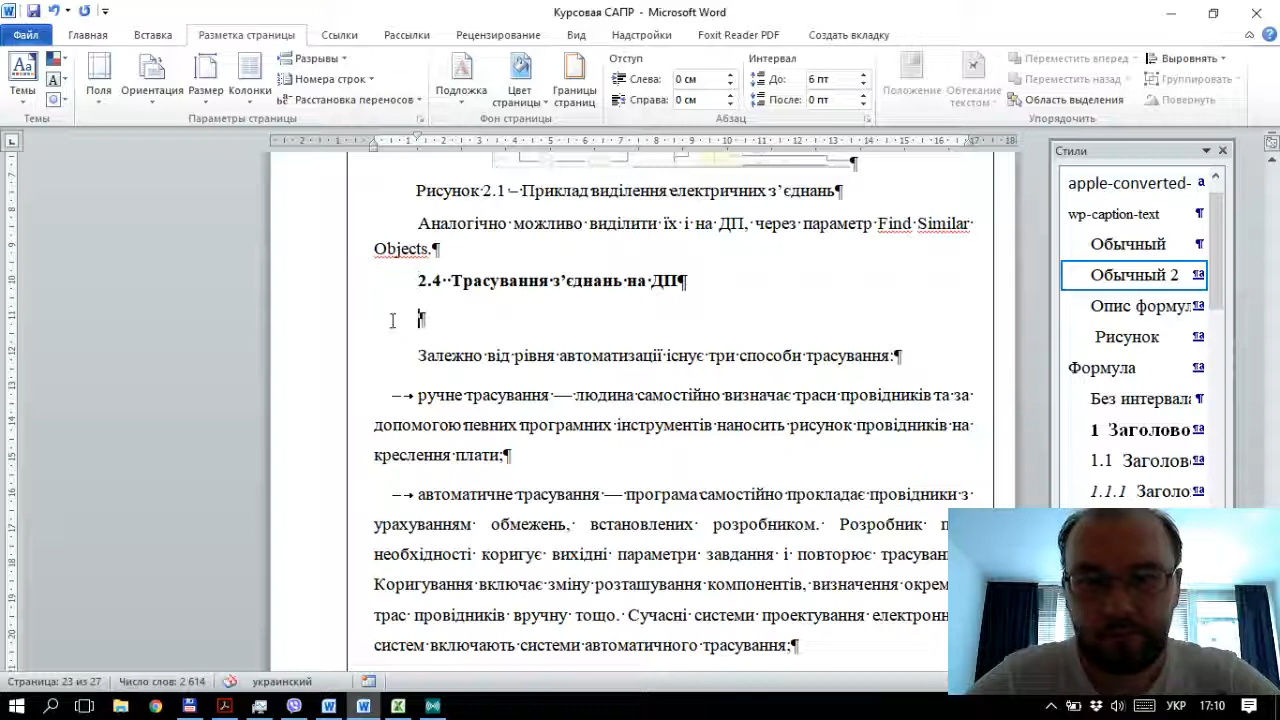 Курсовая САПР - Microsoft Word
Файл Главная Вставка Разметка страницы Ссылки Рассылки Рецензирование Вид Надстройки Foxit Reader PDF Создать вкладку
Темы Поля Ориентация Размер Колонки Разрывы Номера строк Расстановка переносов Подложка Цвет страницы Границы страниц
Отступ Слева: 0 см Справа: 0 см Интервал До: 6 пт После: 0 пт
Положение Обтекание текстом Переместить вперед Переместить назад Область выделения Выровнять Группировать Повернуть
Темы Параметры страницы Фон страницы Абзац Упорядочить
Рисунок 2.1 – Приклад виділення електричних з’єднань¶
Аналогічно можливо виділити їх і на ДП, через параметр Find Similar
Objects.¶
2.4 Трасування з’єднань на ДП¶
¶
Залежно від рівня автоматизації існує три способи трасування:¶
– ручне трасування — людина самостійно визначає траси провідників та за
допомогою певних програмних інструментів наносить рисунок провідників на
креслення плати;¶
– автоматичне трасування — програма самостійно прокладає провідники з
урахуванням обмежень, встановлених розробником. Розробник п
необхідності коригує вихідні параметри завдання і повторює трасуван
Коригування включає зміну розташування компонентів, визначення окрем
трас провідників вручну тощо. Сучасні системи проектування електронн
систем включають системи автоматичного трасування;¶
Стили
apple-converted-
wp-caption-text
Обычный
Обычный 2
Опис формул
Рисунок
Формула
Без интервала
1 Заголово
1.1 Заголов
1.1.1 Заголо
Страница: 23 из 27 Число слов: 2 614 украинский
УКР 17:10